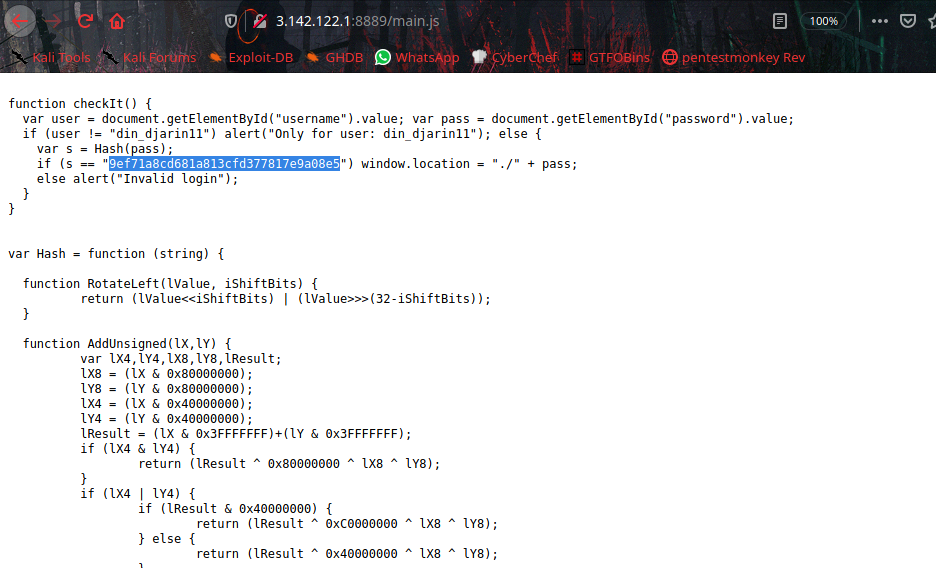 3.142.122.1:8889/main.js
100%
Kali Tools Kali Forums Exploit-DB GHDB WhatsApp CyberChef GTFOBins pentestmonkey Rev
function checkIt() {
var user = document.getElementById("username").value; var pass = document.getElementById("password").value;
if (user != "din_djarin11") alert("Only for user: din_djarin11"); else {
var s = Hash(pass);
if (s == "9ef71a8cd681a813cfd377817e9a08e5") window.location = "./" + pass;
else alert("Invalid login");
}
}
var Hash = function (string) {
function RotateLeft(lValue, iShiftBits) {
return (lValue<<iShiftBits) | (lValue>>>(32-iShiftBits));
}
function AddUnsigned(lX,lY) {
var lX4,lY4,lX8,lY8,lResult;
lX8 = (lX & 0x80000000);
lY8 = (lY & 0x80000000);
lX4 = (lX & 0x40000000);
lY4 = (lY & 0x40000000);
lResult = (lX & 0x3FFFFFFF)+(lY & 0x3FFFFFFF);
if (lX4 & lY4) {
return (lResult ^ 0x80000000 ^ lX8 ^ lY8);
}
if (lX4 | lY4) {
if (lResult & 0x40000000) {
return (lResult ^ 0xC0000000 ^ lX8 ^ lY8);
} else {
return (lResult ^ 0x40000000 ^ lX8 ^ lY8);
}